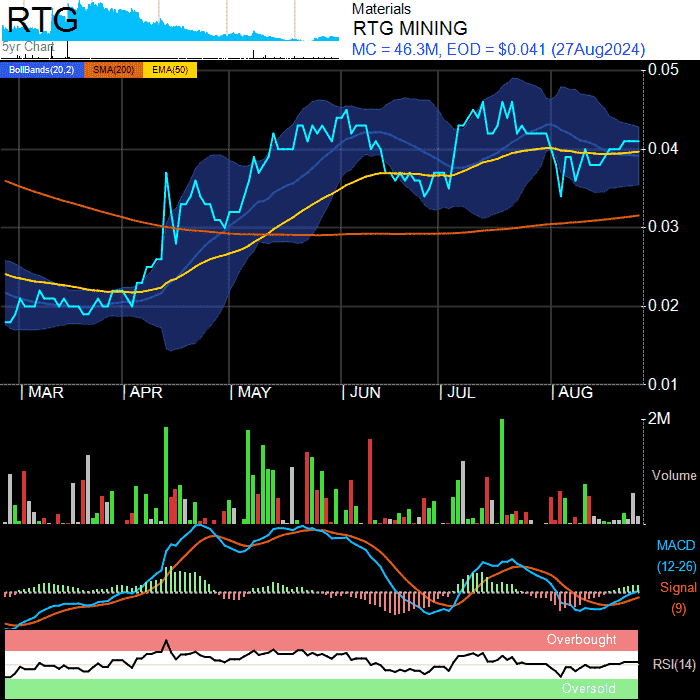 RTG
5yr Chart
Materials
RTG MINING
MC = 46.3M, EOD = $0.041 (27Aug2024)
BollBands(20,2) SMA(200) EMA(50)
0.05
0.04
0.03
0.02
0.01
| MAR | APR | MAY | JUN | JUL | AUG
2M
Volume
MACD
(12-26)
Signal
(9)
Overbought
RSI(14)
Oversold